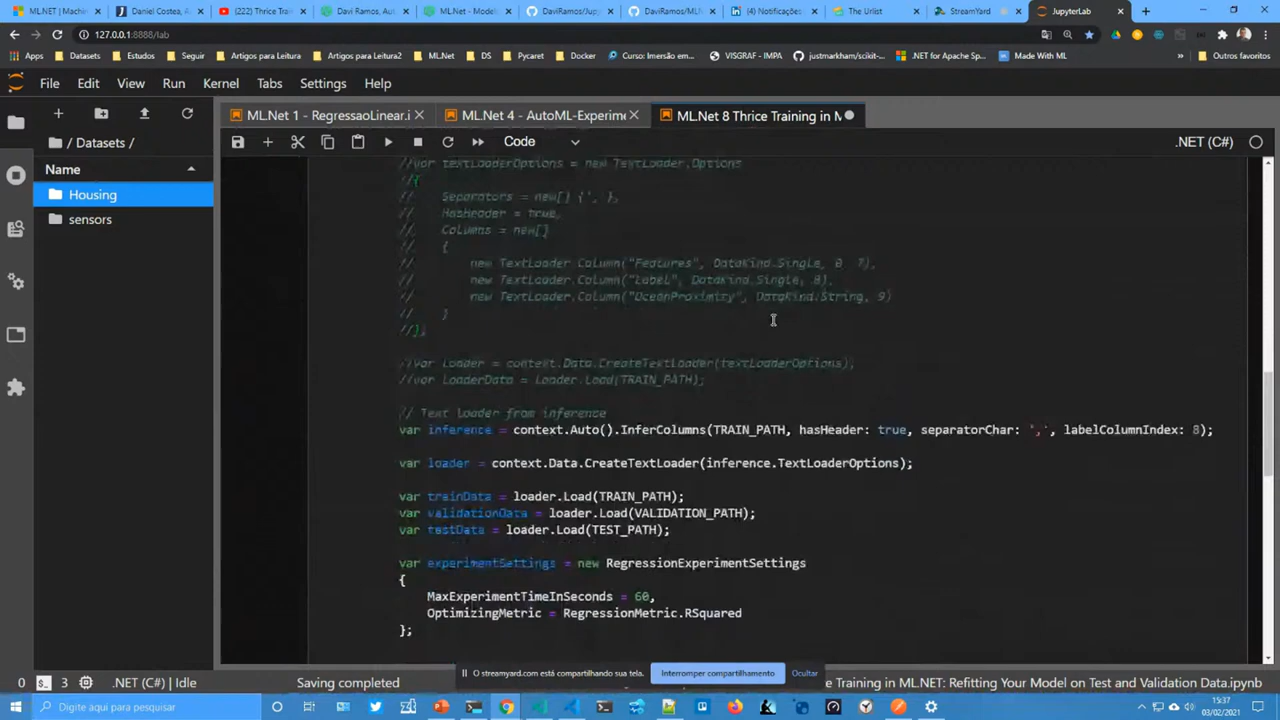 ML.NET | Machin
Daniel Costea, A
(222) Thrice Train
Davi Ramos, Aut
ML.Net - Models
DaviRamos/Jup
DaviRamos/ML
(4) Notificações
The Urlist
StreamYard
JupyterLab
127.0.0.1:8888/lab
Apps
Estudos
Seguir
Artigos para Leitura
Artigos para Leitura2
MLNet
DS
Pycaret
Docker
Curso: Imersão em...
VISGRAF - IMPA
justmarkham/scikit-...
.NET for Apache Sp...
Made With ML
»
Outros favoritos
File Edit View Run Kernel Tabs Settings Help
/ Datasets /
Name
Housing
sensors
ML.Net 1 - RegressaoLinear.i
ML.Net 4 - AutoML-Experime
ML.Net 8 Thrice Training in M
Code
.NET (C#)
//var textLoaderOptions = new TextLoader.Options
//{
// Separators = new[] {',' },
// HasHeader = true,
// Columns = new[]
// {
// new TextLoader.Column("Features", DataKind.Single, 0 7),
// new TextLoader.Column("Label", DataKind.Single, 8),
// new TextLoader.Column("OceanProximity", DataKind.String, 9)
// }
//};
//var loader = context.Data.CreateTextLoader(textLoaderOptions);
//var loaderData = loader.Load(TRAIN_PATH);
// Text loader from inference
var inference = context.Auto().InferColumns(TRAIN_PATH, hasHeader: true, separatorChar: ',', labelColumnIndex: 8);
var loader = context.Data.CreateTextLoader(inference.TextLoaderOptions);
var trainData = loader.Load(TRAIN_PATH);
var validationData = loader.Load(VALIDATION_PATH);
var testData = loader.Load(TEST_PATH);
var experimentSettings = new RegressionExperimentSettings
{
MaxExperimentTimeInSeconds = 60,
OptimizingMetric = RegressionMetric.RSquared
};
O streamyard.com está compartilhando sua tela.
Interromper compartilhamento
Ocultar
0
3
.NET (C#) | Idle
Saving completed
e Training in ML.NET: Refitting Your Model on Test and Validation Data.ipynb
Digite aqui para pesquisar
15:37
03/02/2021